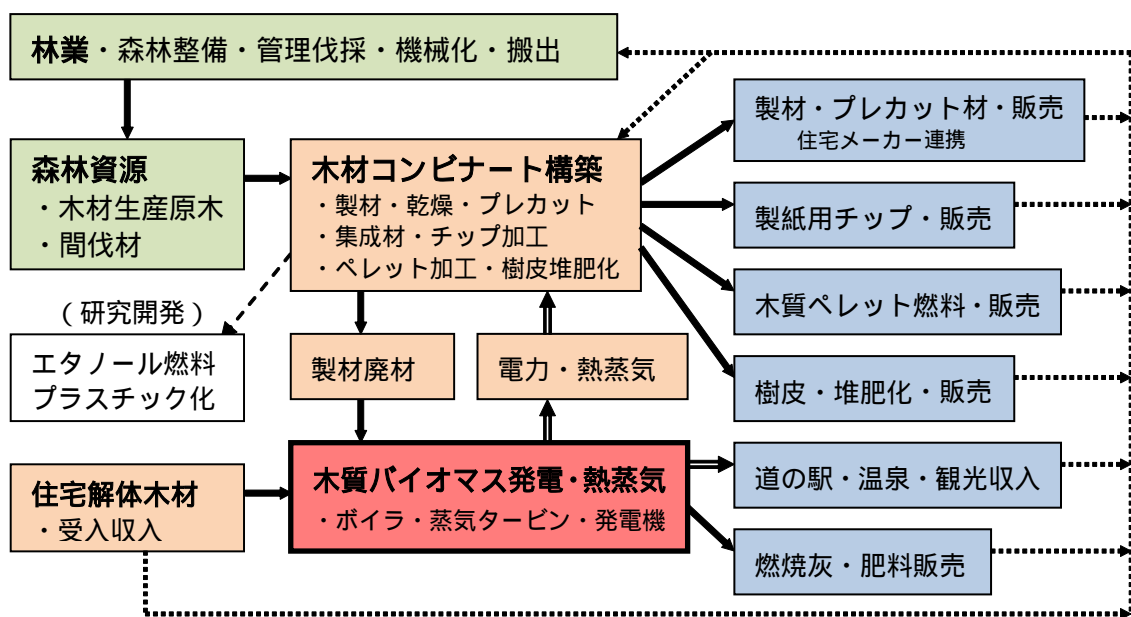 林業・森林整備・管理伐採・機械化・搬出
森林資源
・木材生産原木
・間伐材
木材コンビナート構築
・製材・乾燥・プレカット
・集成材・チップ加工
・ペレット加工・樹皮堆肥化
製材・プレカット材・販売
住宅メーカー連携
製紙用チップ・販売
木質ペレット燃料・販売
樹皮・堆肥化・販売
(研究開発)
エタノール燃料
プラスチック化
製材廃材
電力・熱蒸気
住宅解体木材
・受入収入
木質バイオマス発電・熱蒸気
・ボイラ・蒸気タービン・発電機
道の駅・温泉・観光収入
燃焼灰・肥料販売